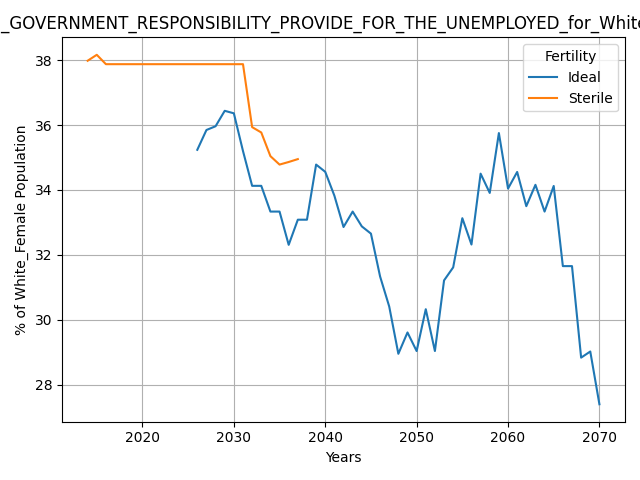 _GOVERNMENT_RESPONSIBILITY_PROVIDE_FOR_THE_UNEMPLOYED_for_White
Fertility
Ideal
Sterile
% of White_Female Population
38
36
34
32
30
28
2020 2030 2040 2050 2060 2070
Years